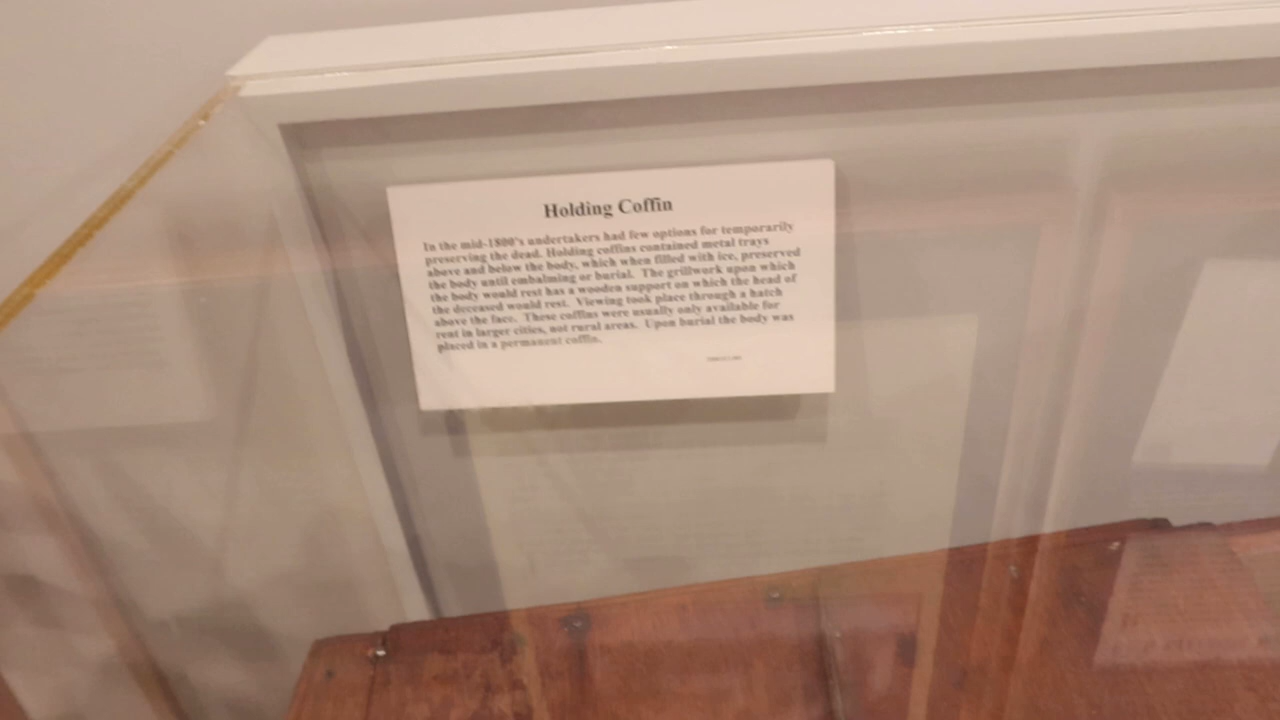 Holding Coffin
In the mid-1800's undertakers had few options for temporarily
preserving the dead. Holding coffins contained metal trays
above and below the body, which when filled with ice, preserved
the body until embalming or burial. The grillwork upon which
the body would rest has a wooden support on which the head of
the deceased would rest. Viewing took place through a hatch
above the face. These coffins were usually only available for
rent in larger cities, not rural areas. Upon burial the body was
placed in a permanent coffin.